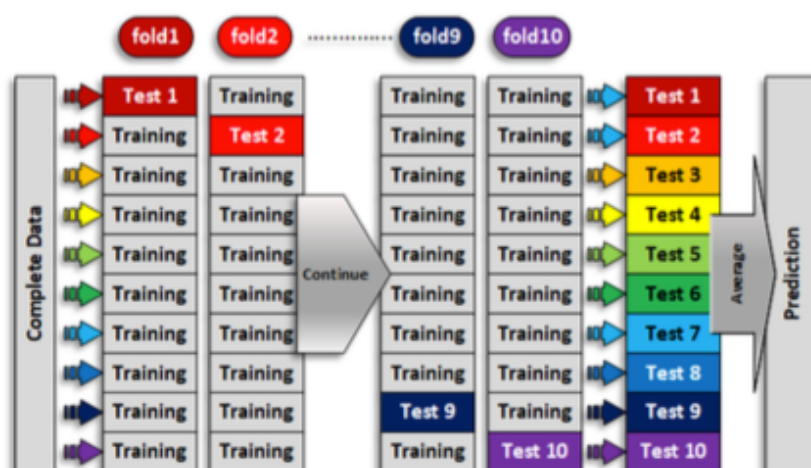 fold1 fold2 fold9 fold10
Complete Data
Test 1 Training Training Training Test 1
Training Test 2 Training Training Test 2
Training Training Training Training Test 3
Training Training Training Training Test 4
Training Training Training Training Test 5
Continue
Training Training Training Training Test 6
Training Training Training Training Test 7
Training Training Training Training Test 8
Training Training Test 9 Training Test 9
Training Training Training Test 10 Test 10
Average
Prediction